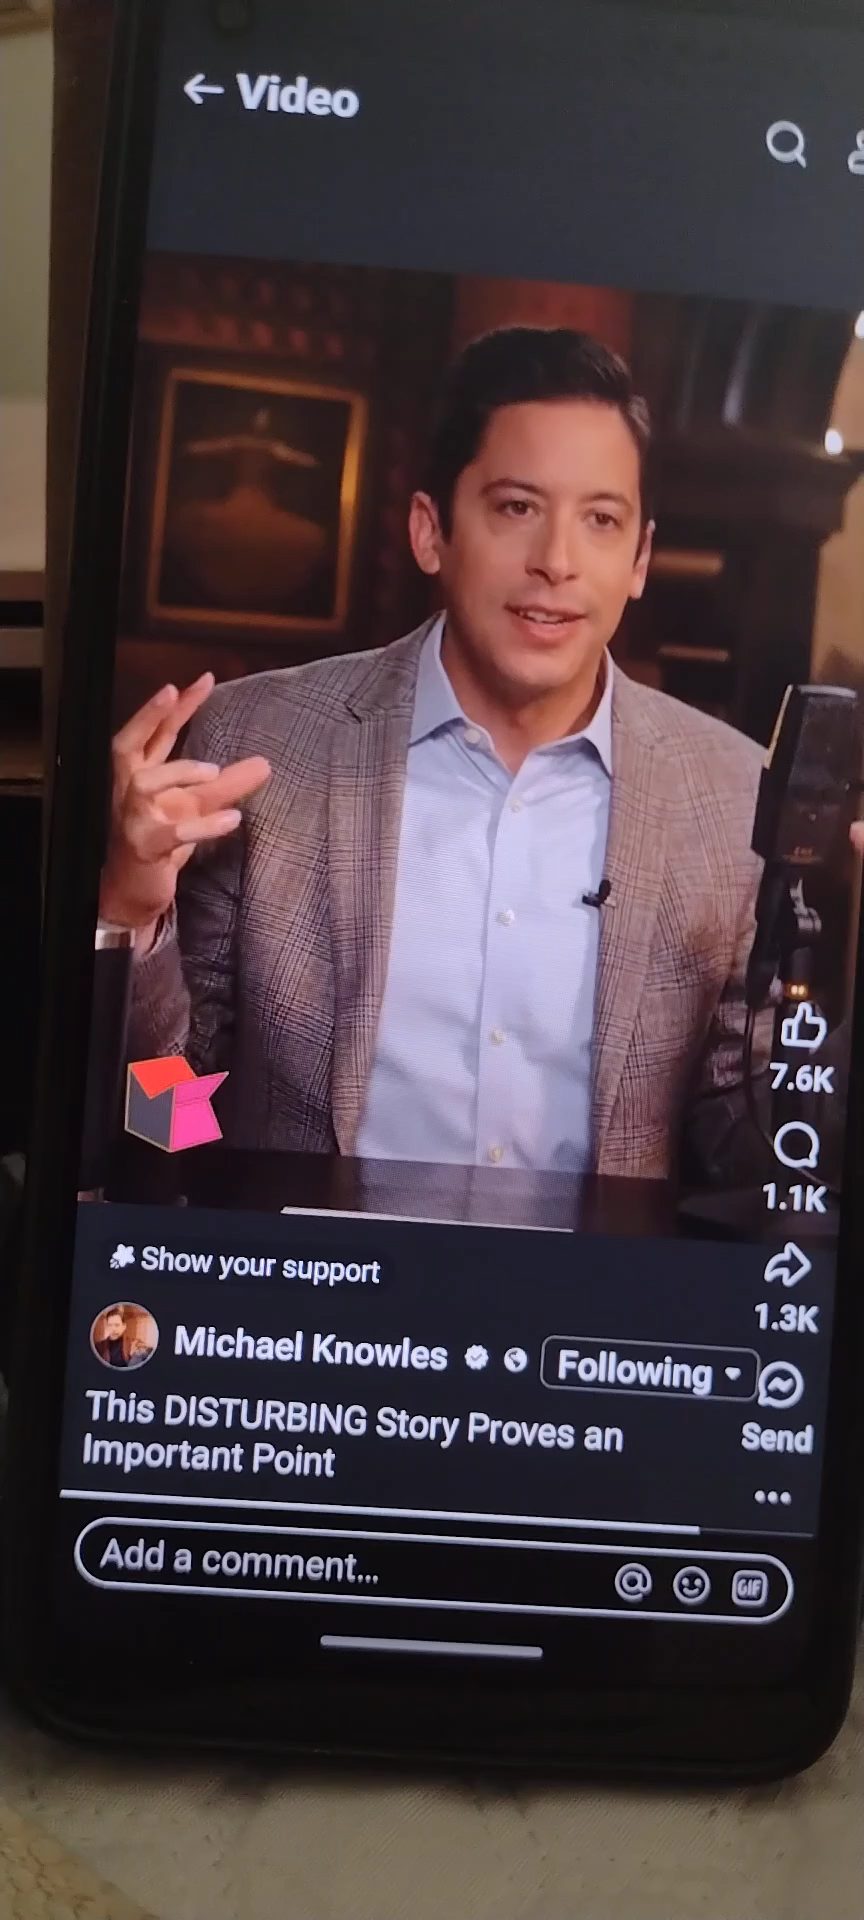 Video
7.6K
1.1K
Show your support
1.3K
Michael Knowles
Following
Send
This DISTURBING Story Proves an
Important Point
Add a comment...
@
GIF